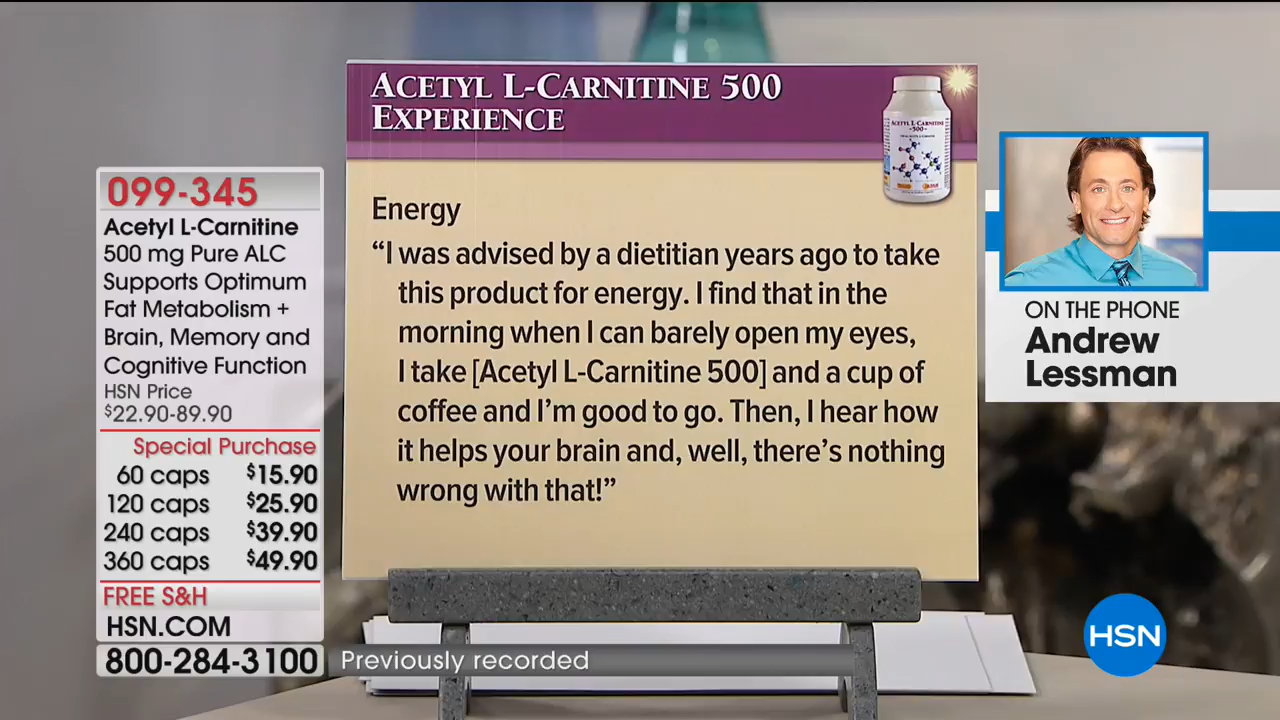 099-345
Acetyl L-Carnitine
500 mg Pure ALC
Supports Optimum
Fat Metabolism +
Brain, Memory and
Cognitive Function
HSN Price
$22.90-89.90
Special Purchase
60 caps $15.90
120 caps $25.90
240 caps $39.90
360 caps $49.90
FREE S&H
HSN.COM
800-284-3100
Previously recorded
ACETYL L-CARNITINE 500
EXPERIENCE
ACETYL L-CARNITINE
-500-
Energy
“I was advised by a dietitian years ago to take
this product for energy. I find that in the
morning when I can barely open my eyes,
I take [Acetyl L-Carnitine 500] and a cup of
coffee and I’m good to go. Then, I hear how
it helps your brain and, well, there’s nothing
wrong with that!”
ON THE PHONE
Andrew
Lessman
HSN